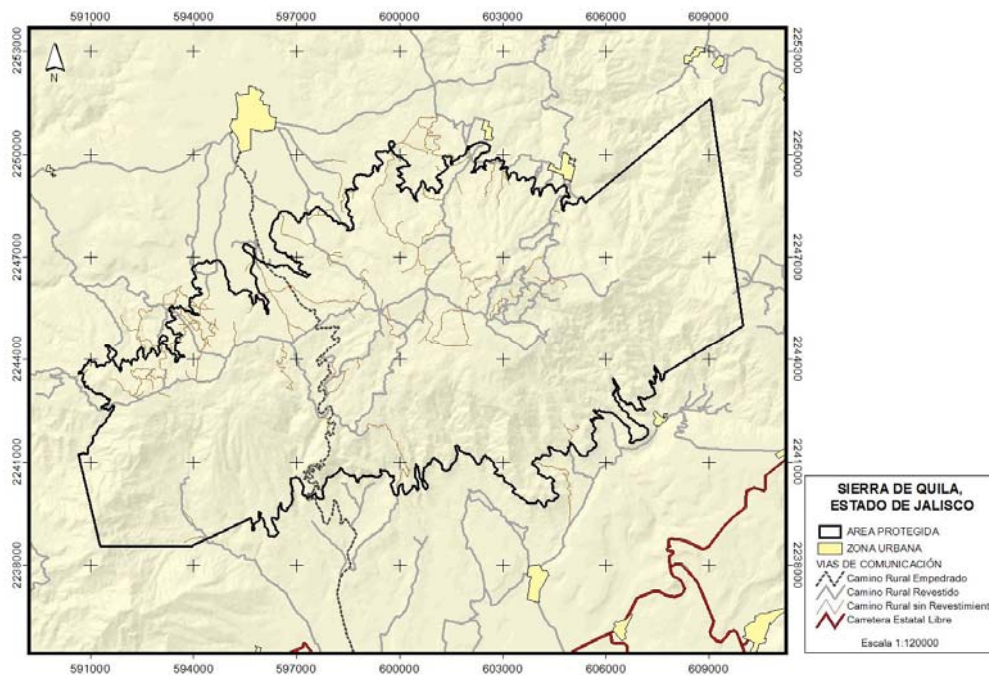 591000 594000 597000 600000 603000 606000 609000
2253000 2253000
N
2250000 2250000
2247000 2247000
2244000 2244000
2241000 2241000
2238000 2238000
591000 594000 597000 600000 603000 606000 609000
SIERRA DE QUILA,
ESTADO DE JALISCO
AREA PROTEGIDA
ZONA URBANA
VIAS DE COMUNICACIÓN
Camino Rural Empedrado
Camino Rural Revestido
Camino Rural sin Revestimient
Carretera Estatal Libre
Escala 1:120000